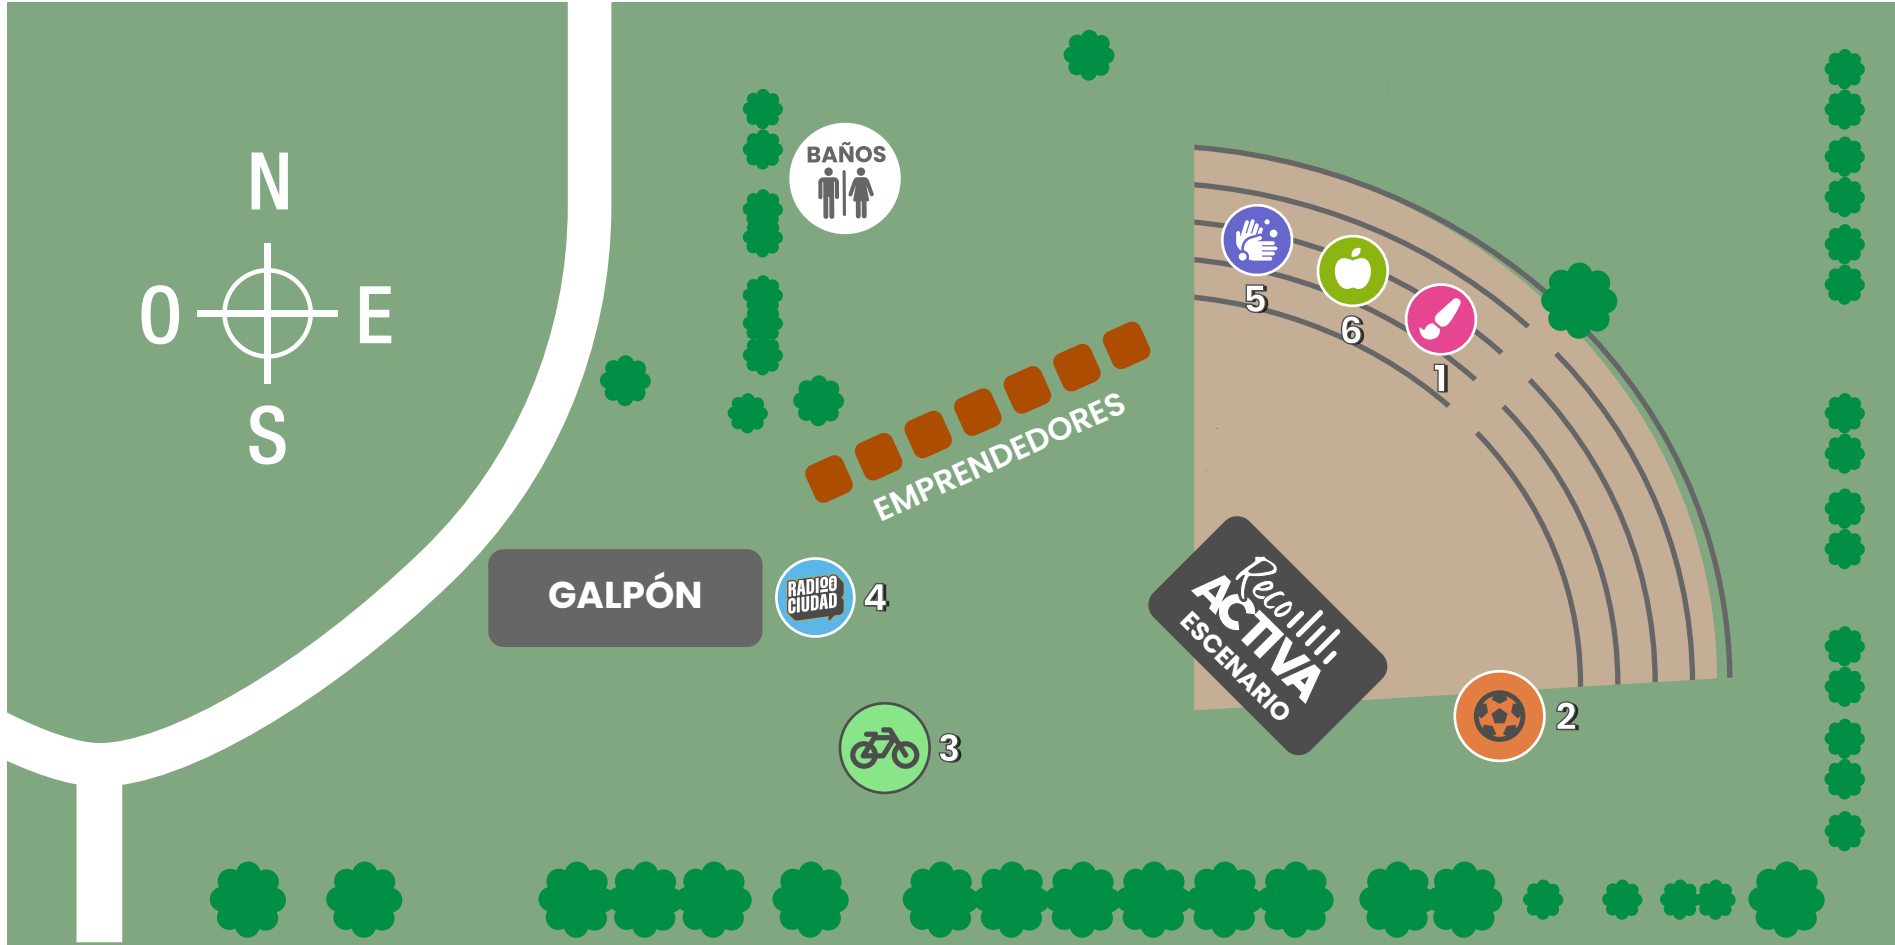 N
O
E
S
BAÑOS
5
6
1
EMPRENDEDORES
GALPÓN
RADIO
CIUDAD
4
Reco
ACTIVA
ESCENARIO
2
3